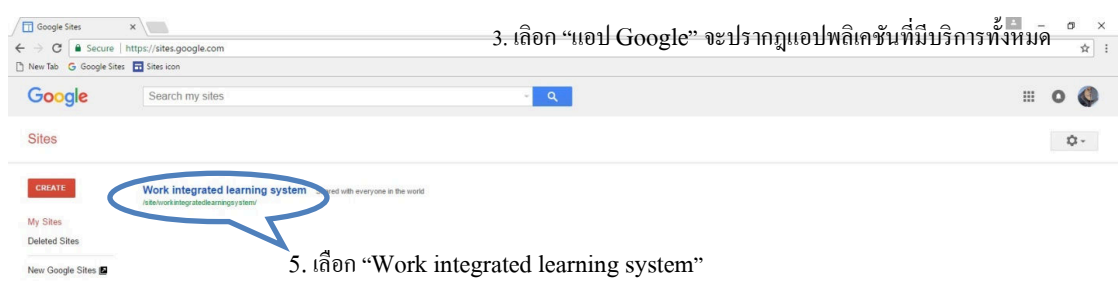 Google Sites
3. เลือก “แอป Google” จะปรากฎแอปพลิเคชันที่มีบริการทั้งหมด
Secure | https://sites.google.com
New Tab Google Sites Sites icon
Google Search my sites
Sites
CREATE
Work integrated learning system with everyone in the world
/site/workintegratedlearningsystem/
My Sites
Deleted Sites
New Google Sites
5. เลือก “Work integrated learning system”